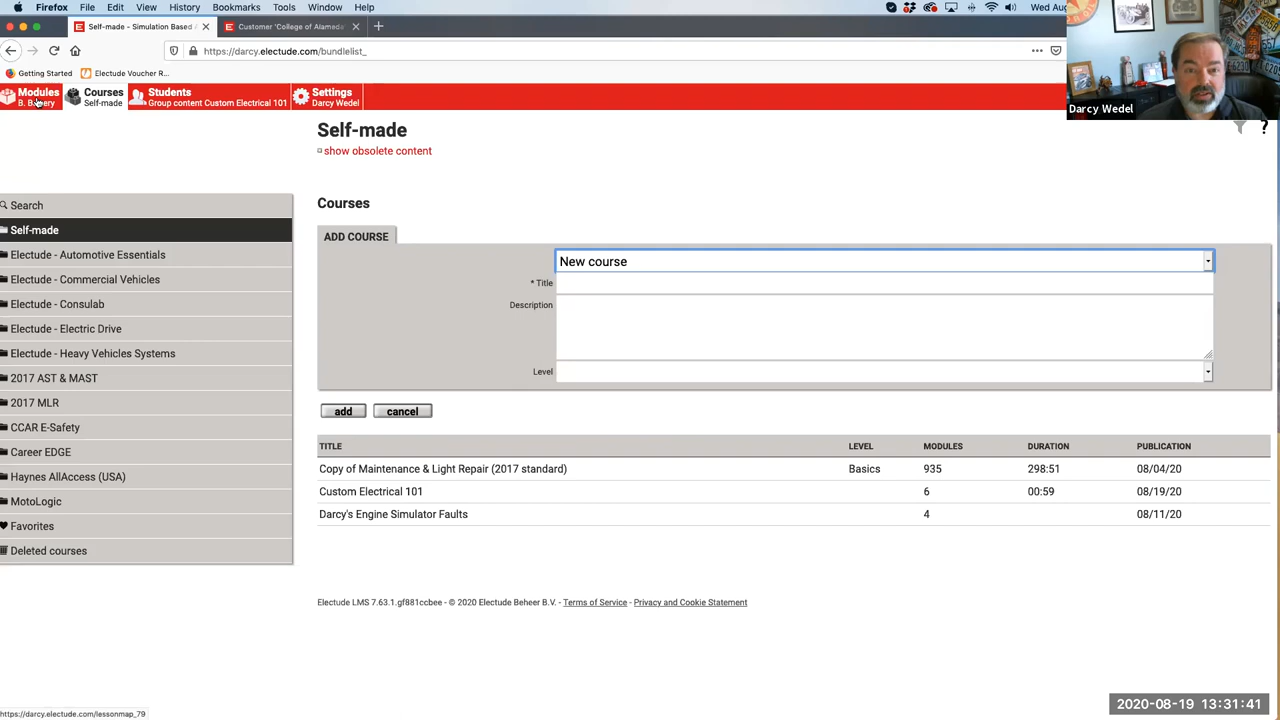 Firefox File Edit View History Bookmarks Tools Window Help Wed Aug
Self-made - Simulation Based Customer 'College of Alameda'
https://darcy.electude.com/bundlelist_
Getting Started Electude Voucher R...
Modules Courses Students Settings
Self-made Group content Custom Electrical 101 Darcy Wedel
Darcy Wedel
?
Self-made
show obsolete content
Search
Self-made
Electude - Automotive Essentials
Electude - Commercial Vehicles
Electude - Consulab
Electude - Electric Drive
Electude - Heavy Vehicles Systems
2017 AST & MAST
2017 MLR
CCAR E-Safety
Career EDGE
Haynes AllAccess (USA)
MotoLogic
Favorites
Deleted courses
Courses
ADD COURSE
New course
* Title
Description
Level
add cancel
TITLE LEVEL MODULES DURATION PUBLICATION
Copy of Maintenance & Light Repair (2017 standard) Basics 935 298:51 08/04/20
Custom Electrical 101 6 00:59 08/19/20
Darcy's Engine Simulator Faults 4 08/11/20
Electude LMS 7.63.1.gf881ccbee - © 2020 Electude Beheer B.V. - Terms of Service - Privacy and Cookie Statement
2020-08-19 13:31:41
https://darcy.electude.com/lessonmap_79